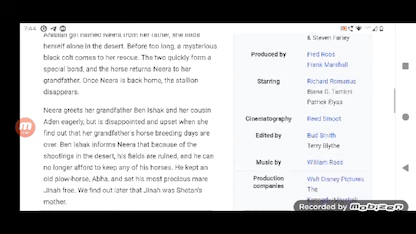 7:44
Arabian girl named Neera from her father, she finds
herself alone in the desert. Before too long, a mysterious
black colt comes to her rescue. The two quickly form a
special bond, and the horse returns Neera to her
grandfather. Once Neera is back home, the stallion
disappears.
Neera greets her grandfather Ben Ishak and her cousin
Aden eagerly, but is disappointed and upset when she
find out that her grandfather's horse breeding days are
over. Ben Ishak informs Neera that because of the
shootings in the desert, his fields are ruined, and he can
no longer afford to keep any of his horses. He kept an
old plow-horse, Abha, and set his most precious mare
Jinah free. We find out later that Jinah was Shetan's
mother.
& Steven Farley
Produced by Fred Roos
Frank Marshall
Starring Richard Romanus
Biana G. Tamimi
Patrick Elyas
Cinematography Reed Smoot
Edited by Bud Smith
Terry Blythe
Music by William Ross
Production Walt Disney Pictures
companies The
Kennedy/Marshall
Recorded by Mobizen